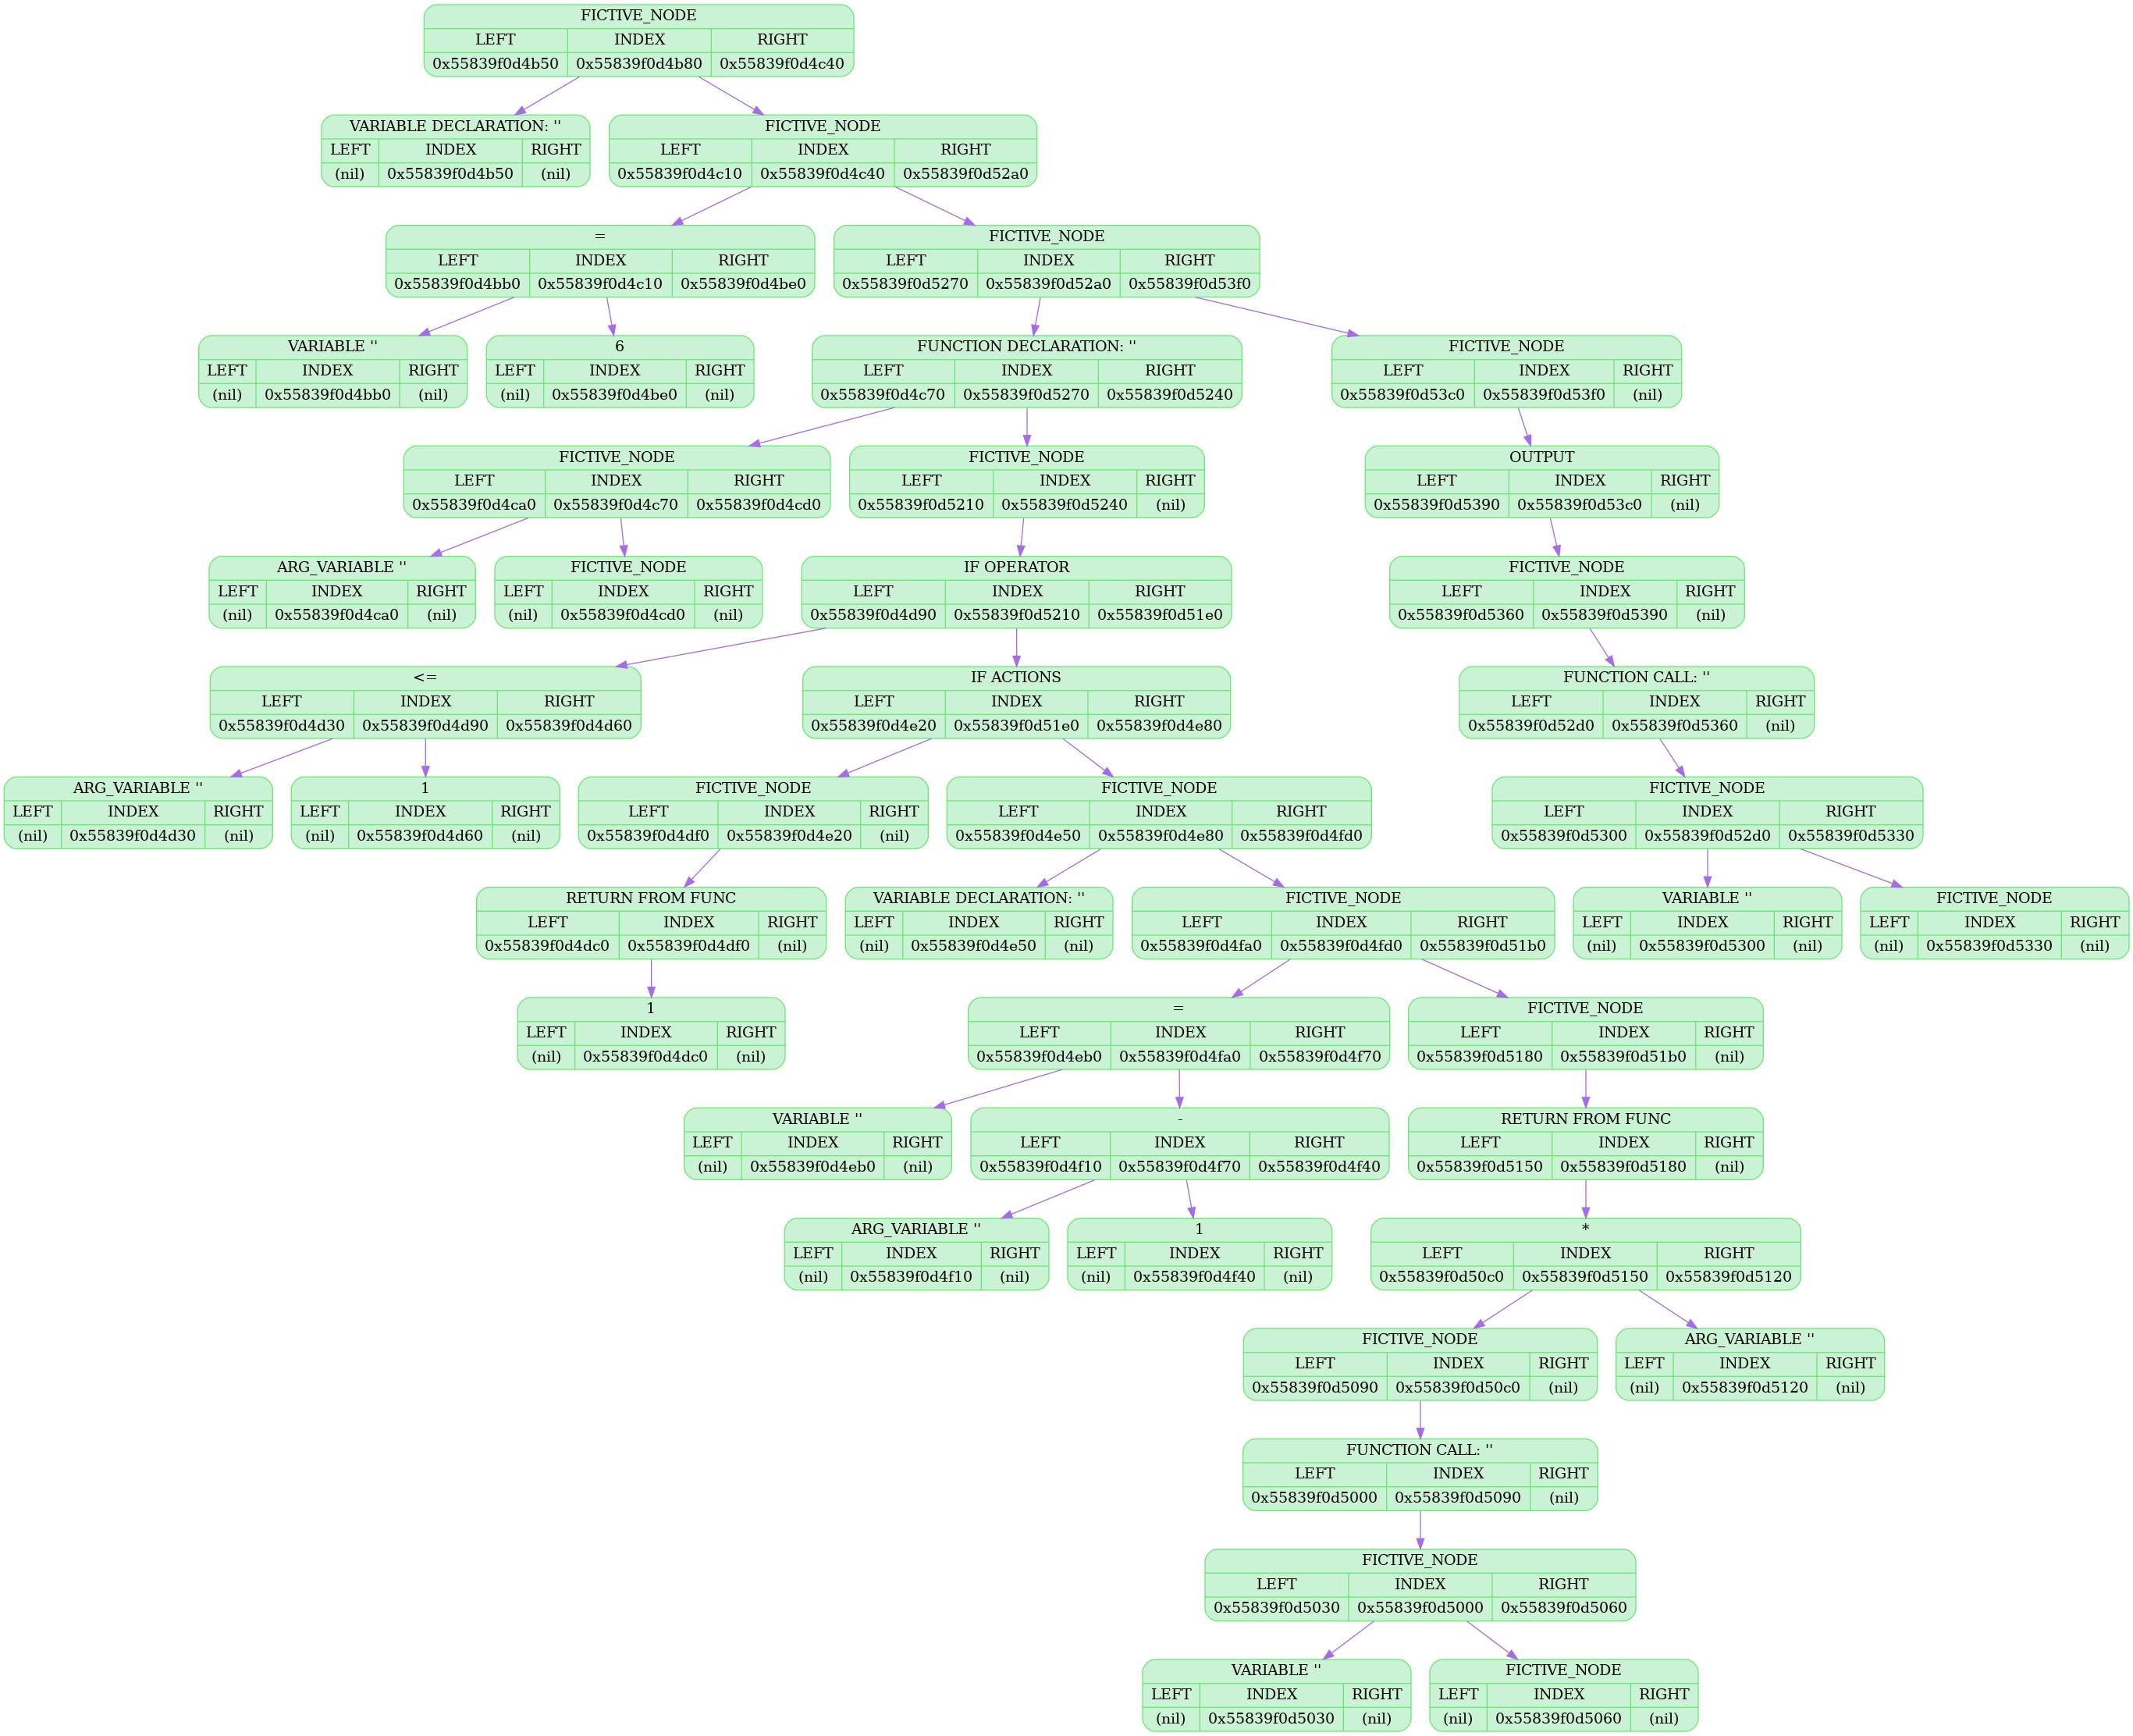 FICTIVE_NODE
LEFT INDEX RIGHT
0x55839f0d4b50 0x55839f0d4b80 0x55839f0d4c40
VARIABLE DECLARATION: ''
LEFT INDEX RIGHT
(nil) 0x55839f0d4b50 (nil)
FICTIVE_NODE
LEFT INDEX RIGHT
0x55839f0d4c10 0x55839f0d4c40 0x55839f0d52a0
=
LEFT INDEX RIGHT
0x55839f0d4bb0 0x55839f0d4c10 0x55839f0d4be0
FICTIVE_NODE
LEFT INDEX RIGHT
0x55839f0d5270 0x55839f0d52a0 0x55839f0d53f0
VARIABLE ''
LEFT INDEX RIGHT
(nil) 0x55839f0d4bb0 (nil)
6
LEFT INDEX RIGHT
(nil) 0x55839f0d4be0 (nil)
FUNCTION DECLARATION: ''
LEFT INDEX RIGHT
0x55839f0d4c70 0x55839f0d5270 0x55839f0d5240
FICTIVE_NODE
LEFT INDEX RIGHT
0x55839f0d53c0 0x55839f0d53f0 (nil)
FICTIVE_NODE
LEFT INDEX RIGHT
0x55839f0d4ca0 0x55839f0d4c70 0x55839f0d4cd0
FICTIVE_NODE
LEFT INDEX RIGHT
0x55839f0d5210 0x55839f0d5240 (nil)
OUTPUT
LEFT INDEX RIGHT
0x55839f0d5390 0x55839f0d53c0 (nil)
ARG_VARIABLE ''
LEFT INDEX RIGHT
(nil) 0x55839f0d4ca0 (nil)
FICTIVE_NODE
LEFT INDEX RIGHT
(nil) 0x55839f0d4cd0 (nil)
IF OPERATOR
LEFT INDEX RIGHT
0x55839f0d4d90 0x55839f0d5210 0x55839f0d51e0
FICTIVE_NODE
LEFT INDEX RIGHT
0x55839f0d5360 0x55839f0d5390 (nil)
<=
LEFT INDEX RIGHT
0x55839f0d4d30 0x55839f0d4d90 0x55839f0d4d60
IF ACTIONS
LEFT INDEX RIGHT
0x55839f0d4e20 0x55839f0d51e0 0x55839f0d4e80
FUNCTION CALL: ''
LEFT INDEX RIGHT
0x55839f0d52d0 0x55839f0d5360 (nil)
ARG_VARIABLE ''
LEFT INDEX RIGHT
(nil) 0x55839f0d4d30 (nil)
1
LEFT INDEX RIGHT
(nil) 0x55839f0d4d60 (nil)
FICTIVE_NODE
LEFT INDEX RIGHT
0x55839f0d4df0 0x55839f0d4e20 (nil)
FICTIVE_NODE
LEFT INDEX RIGHT
0x55839f0d4e50 0x55839f0d4e80 0x55839f0d4fd0
FICTIVE_NODE
LEFT INDEX RIGHT
0x55839f0d5300 0x55839f0d52d0 0x55839f0d5330
RETURN FROM FUNC
LEFT INDEX RIGHT
0x55839f0d4dc0 0x55839f0d4df0 (nil)
VARIABLE DECLARATION: ''
LEFT INDEX RIGHT
(nil) 0x55839f0d4e50 (nil)
FICTIVE_NODE
LEFT INDEX RIGHT
0x55839f0d4fa0 0x55839f0d4fd0 0x55839f0d51b0
VARIABLE ''
LEFT INDEX RIGHT
(nil) 0x55839f0d5300 (nil)
FICTIVE_NODE
LEFT INDEX RIGHT
(nil) 0x55839f0d5330 (nil)
1
LEFT INDEX RIGHT
(nil) 0x55839f0d4dc0 (nil)
=
LEFT INDEX RIGHT
0x55839f0d4eb0 0x55839f0d4fa0 0x55839f0d4f70
FICTIVE_NODE
LEFT INDEX RIGHT
0x55839f0d5180 0x55839f0d51b0 (nil)
VARIABLE ''
LEFT INDEX RIGHT
(nil) 0x55839f0d4eb0 (nil)
-
LEFT INDEX RIGHT
0x55839f0d4f10 0x55839f0d4f70 0x55839f0d4f40
RETURN FROM FUNC
LEFT INDEX RIGHT
0x55839f0d5150 0x55839f0d5180 (nil)
ARG_VARIABLE ''
LEFT INDEX RIGHT
(nil) 0x55839f0d4f10 (nil)
1
LEFT INDEX RIGHT
(nil) 0x55839f0d4f40 (nil)
*
LEFT INDEX RIGHT
0x55839f0d50c0 0x55839f0d5150 0x55839f0d5120
FICTIVE_NODE
LEFT INDEX RIGHT
0x55839f0d5090 0x55839f0d50c0 (nil)
ARG_VARIABLE ''
LEFT INDEX RIGHT
(nil) 0x55839f0d5120 (nil)
FUNCTION CALL: ''
LEFT INDEX RIGHT
0x55839f0d5000 0x55839f0d5090 (nil)
FICTIVE_NODE
LEFT INDEX RIGHT
0x55839f0d5030 0x55839f0d5000 0x55839f0d5060
VARIABLE ''
LEFT INDEX RIGHT
(nil) 0x55839f0d5030 (nil)
FICTIVE_NODE
LEFT INDEX RIGHT
(nil) 0x55839f0d5060 (nil)